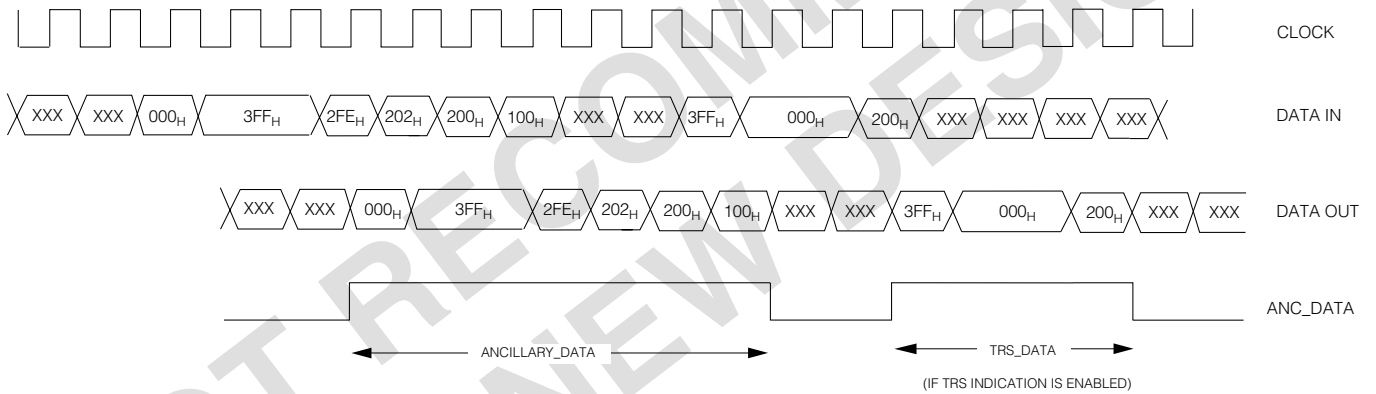 CLOCK
XXX XXX 000H 3FFH 2FEH 202H 200H 100H XXX XXX 3FFH 000H 200H XXX XXX XXX XXX DATA IN
XXX XXX 000H 3FFH 2FEH 202H 200H 100H XXX XXX 3FFH 000H 200H XXX XXX DATA OUT
ANC_DATA
ANCILLARY_DATA TRS_DATA
(IF TRS INDICATION IS ENABLED)